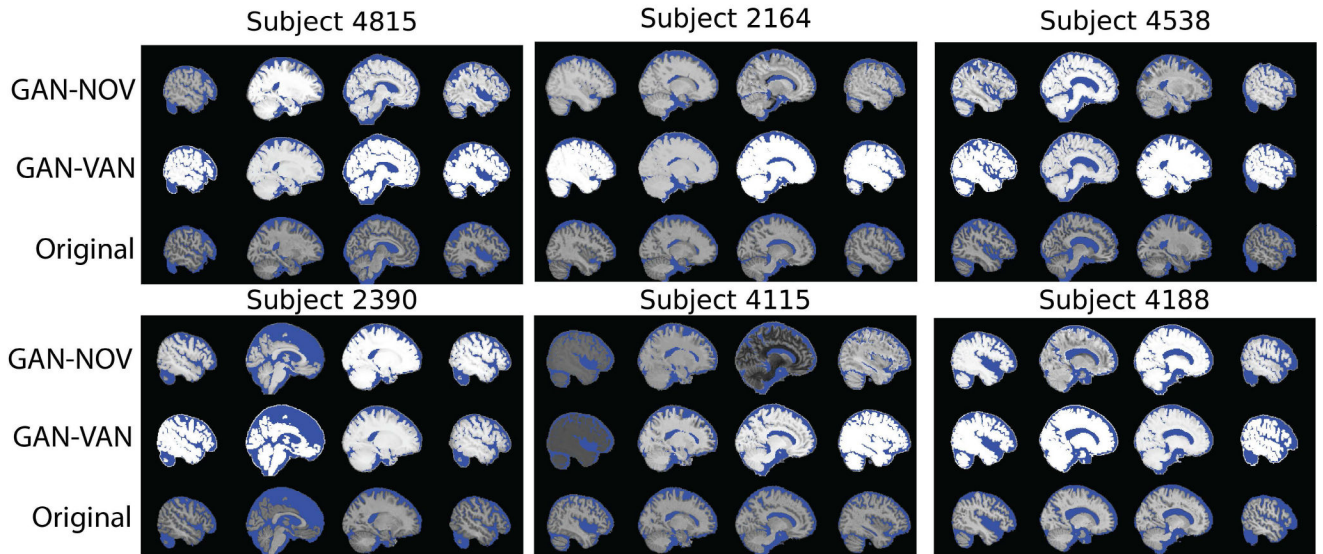 Subject 4815 Subject 2164 Subject 4538
GAN-NOV
GAN-VAN
Original
Subject 2390 Subject 4115 Subject 4188
GAN-NOV
GAN-VAN
Original